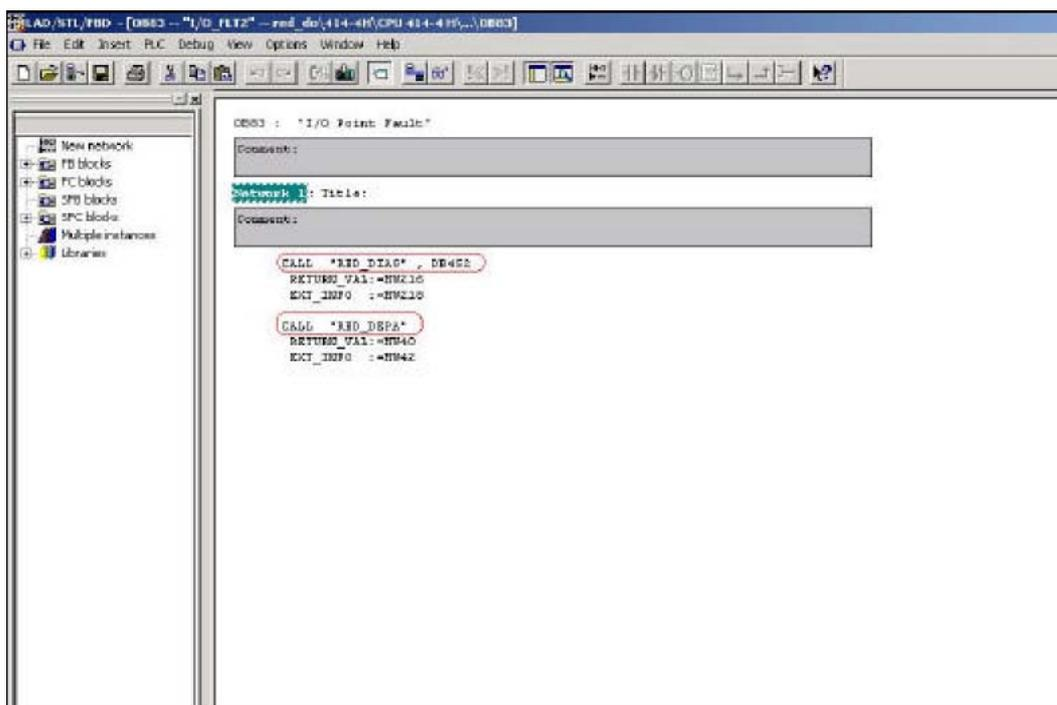 LAD/STL/FBD - [OB83 -- "I/O_FLT2" -- red_do\414-4H\CPU 414-4 H\...\OB83]
File Edit Insert PLC Debug View Options Window Help
New network
FB blocks
FC blocks
SFB blocks
SFC blocks
Multiple instances
Libraries
OB83 : "I/O Point Fault"
Comment:
Network 1: Title:
Comment:
CALL "RED_DIAG" , DB452
RETURN_VAL:=MW216
EXT_INFO :=MW218
CALL "RED_DEPA"
RETURN_VAL:=MW40
EXT_INFO :=MW42